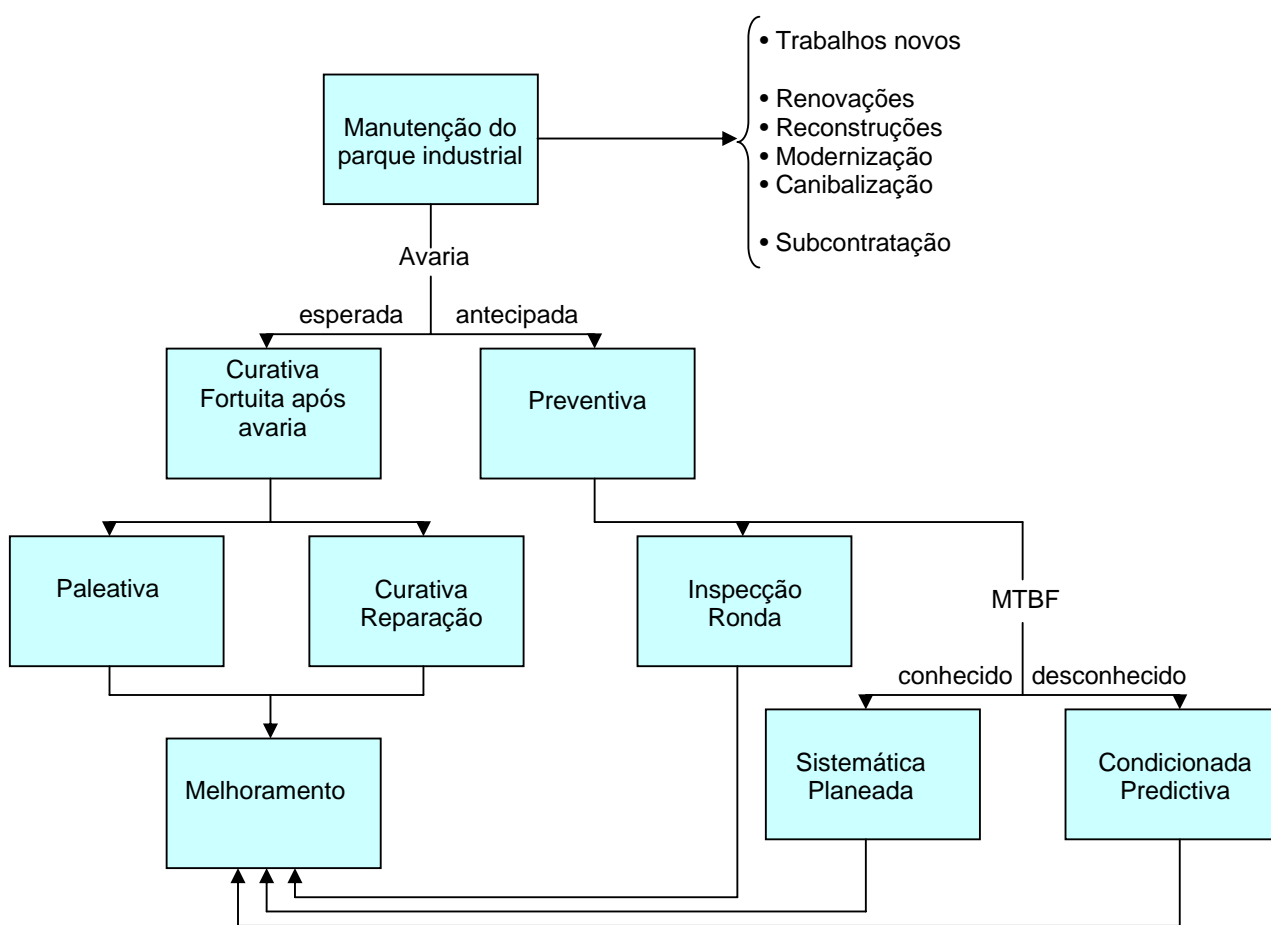 • Trabalhos novos
• Renovações
• Reconstruções
• Modernização
• Canibalização
• Subcontratação
Manutenção do
parque industrial
Avaria
esperada
antecipada
Curativa
Fortuita após
avaria
Preventiva
Paleativa
Curativa
Reparação
Inspecção
Ronda
MTBF
conhecido
desconhecido
Melhoramento
Sistemática
Planeada
Condicionada
Predictiva